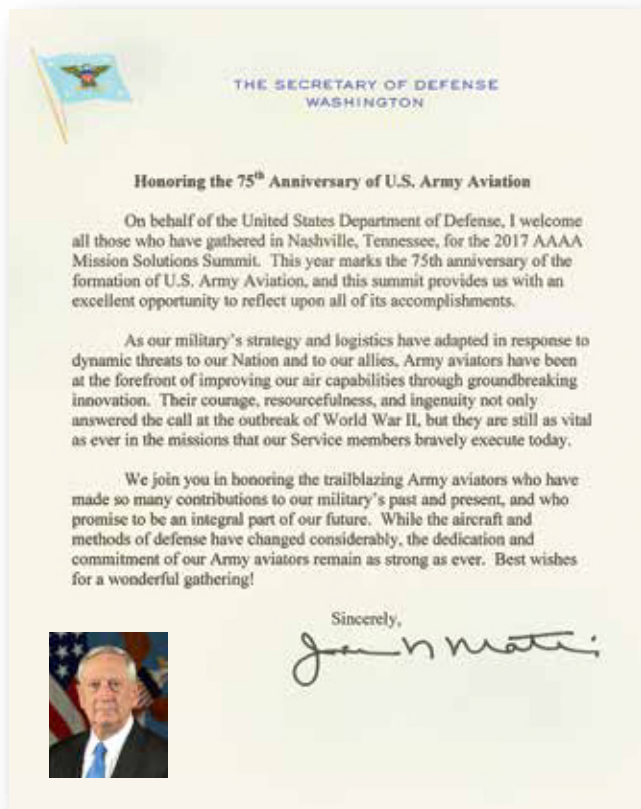 THE SECRETARY OF DEFENSE
WASHINGTON
Honoring the 75th Anniversary of U.S. Army Aviation
On behalf of the United States Department of Defense, I welcome
all those who have gathered in Nashville, Tennessee, for the 2017 AAAA
Mission Solutions Summit. This year marks the 75th anniversary of the
formation of U.S. Army Aviation, and this summit provides us with an
excellent opportunity to reflect upon all of its accomplishments.
As our military's strategy and logistics have adapted in response to
dynamic threats to our Nation and to our allies, Army aviators have been
at the forefront of improving our air capabilities through groundbreaking
innovation. Their courage, resourcefulness, and ingenuity not only
answered the call at the outbreak of World War II, but they are still as vital
as ever in the missions that our Service members bravely execute today.
We join you in honoring the trailblazing Army aviators who have
made so many contributions to our military's past and present, and who
promise to be an integral part of our future. While the aircraft and
methods of defense have changed considerably, the dedication and
commitment of our Army aviators remain as strong as ever. Best wishes
for a wonderful gathering!
Sincerely,